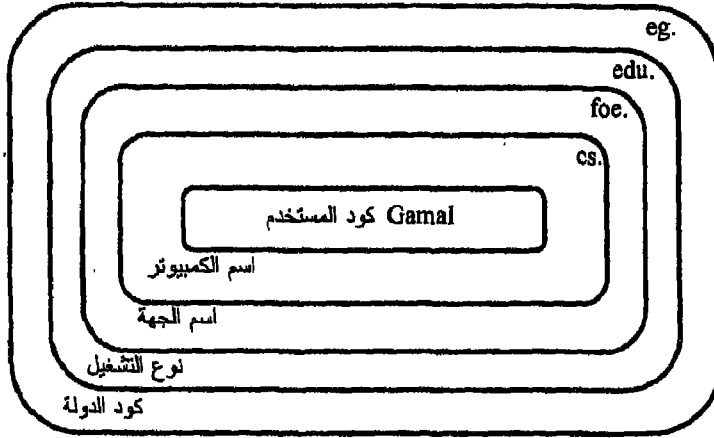 eg.
edu.
foe.
cs.
كود المستخدم Gamal
اسم الكمبيوتر
اسم الجهة
نوع التشغيل
كود الدولة